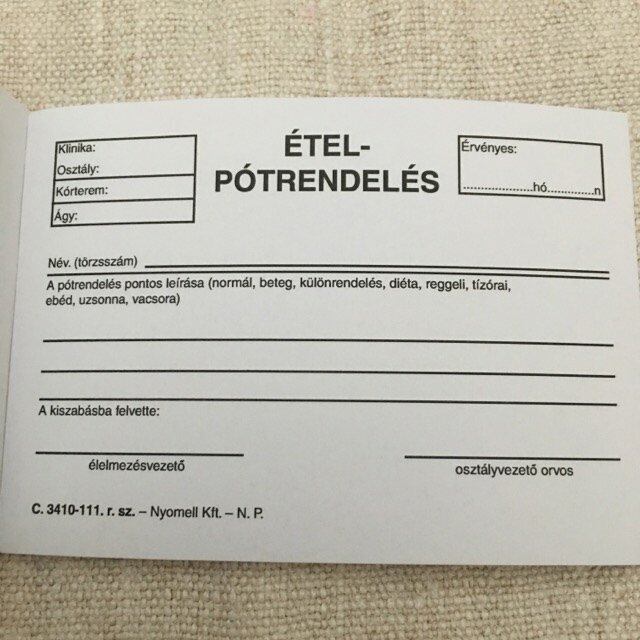 Klinika:
Osztály:
Kórterem:
Ágy:
ÉTEL-
PÓTRENDELÉS
Érvényes:
......................hó..............n
Név. (törzsszám)
A pótrendelés pontos leírása (normál, beteg, különrendelés, diéta, reggeli, tízórai,
ebéd, uzsonna, vacsora)
A kiszabásba felvette:
élelmezésvezető
osztályvezető orvos
C. 3410-111. r. sz. – Nyomell Kft. – N. P.